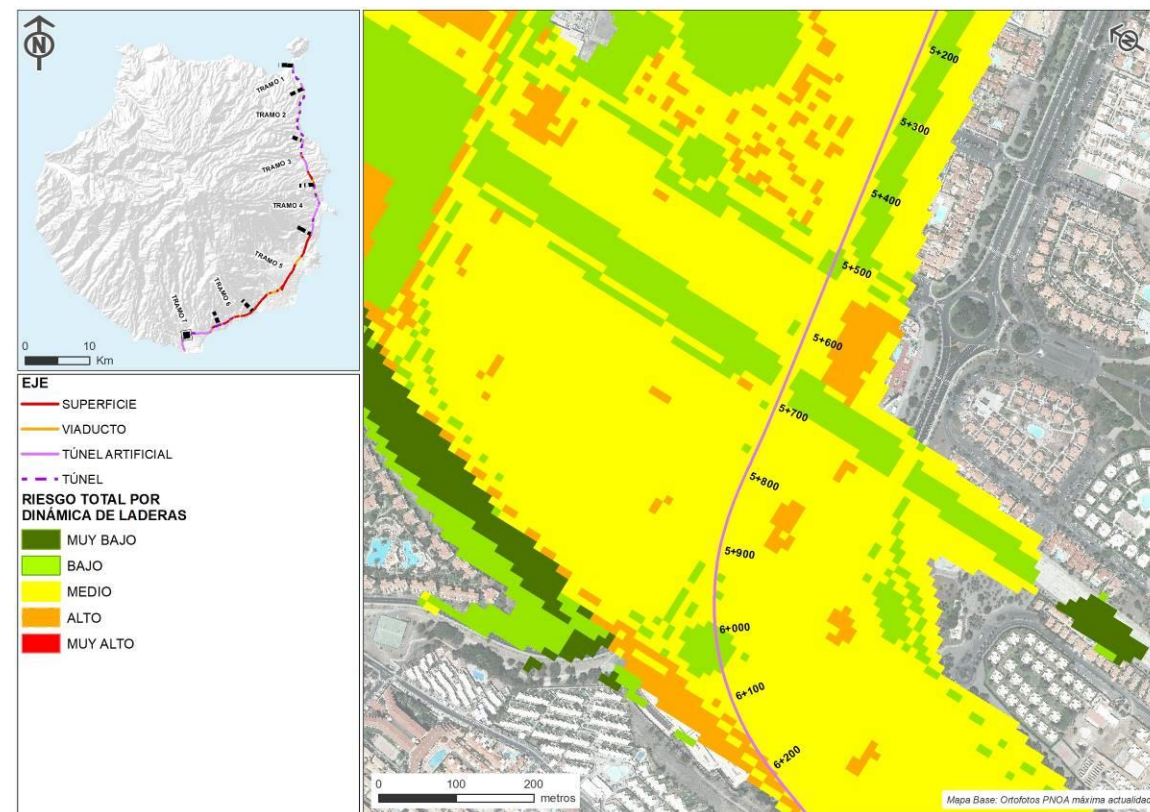 N
TRAMO 1
TRAMO 2
TRAMO 3
TRAMO 4
TRAMO 5
TRAMO 6
TRAMO 7
0 10
Km
EJE
SUPERFICIE
VIADUCTO
TÚNEL ARTIFICIAL
TÚNEL
RIESGO TOTAL POR
DINÁMICA DE LADERAS
MUY BAJO
BAJO
MEDIO
ALTO
MUY ALTO
N
5+200
5+300
5+400
5+500
5+600
5+700
5+800
5+900
6+000
6+100
6+200
0 100 200
metros
Mapa Base: Ortofotos PNOA máxima actualidad